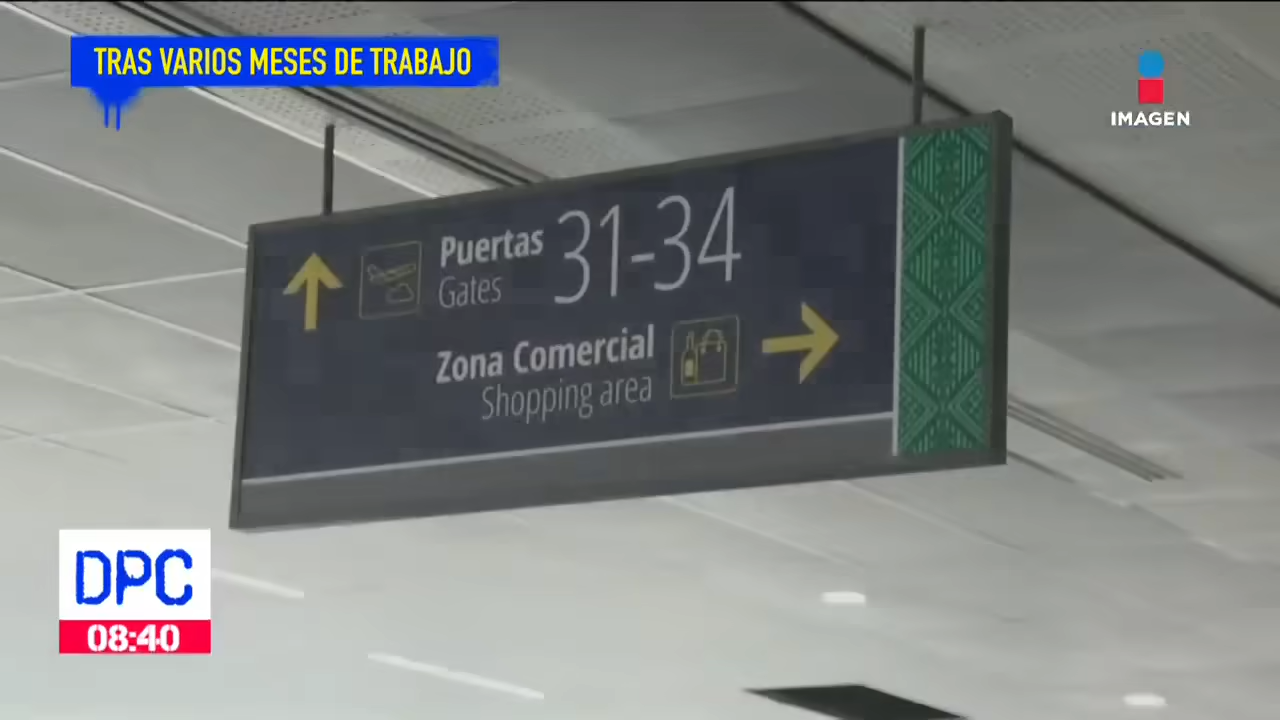 TRAS VARIOS MESES DE TRABAJO
IMAGEN
Puertas 31-34
Gates
Zona Comercial
Shopping area
DPC
08:40